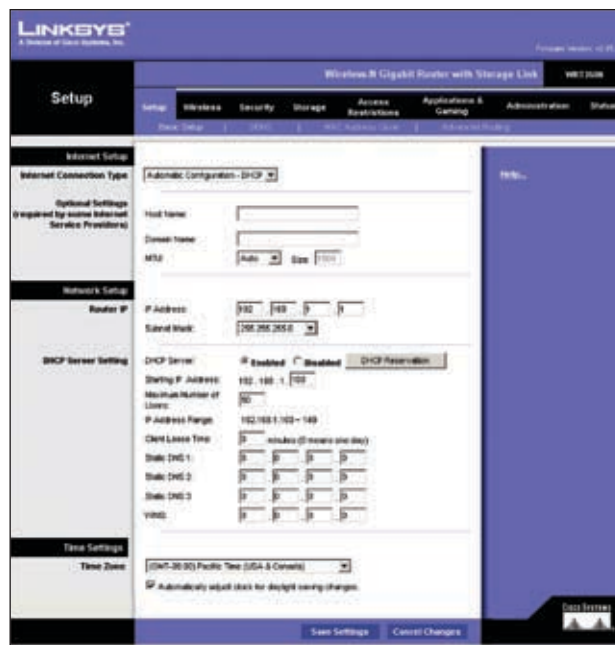 LINKSYS®
A Division of Cisco Systems, Inc.
Firmware Version:
Wireless-N Gigabit Router with Storage Link
WRT350N
Setup
Setup Wireless Security Storage Access Restrictions Applications & Gaming Administration Status
Basic Setup | DDNS | MAC Address Clone | Advanced Routing
Internet Setup
Internet Connection Type
Automatic Configuration - DHCP
Help...
Optional Settings
(required by some Internet
Service Providers)
Host Name:
Domain Name:
MTU: Auto Size: 1500
Network Setup
Router IP
IP Address: 192 . 168 . 1 . 1
Subnet Mask: 255.255.255.0
DHCP Server Setting
DHCP Server: Enabled Disabled DHCP Reservation
Starting IP Address: 192 . 168 . 1 . 100
Maximum Number of
Users: 50
IP Address Range: 192.168.1.100 ~ 149
Client Lease Time: 0 minutes (0 means one day)
Static DNS 1: 0 . 0 . 0 . 0
Static DNS 2: 0 . 0 . 0 . 0
Static DNS 3: 0 . 0 . 0 . 0
WINS: 0 . 0 . 0 . 0
Time Settings
Time Zone
(GMT-08:00) Pacific Time (USA & Canada)
Automatically adjust clock for daylight saving changes.
Save Settings Cancel Changes
Cisco Systems